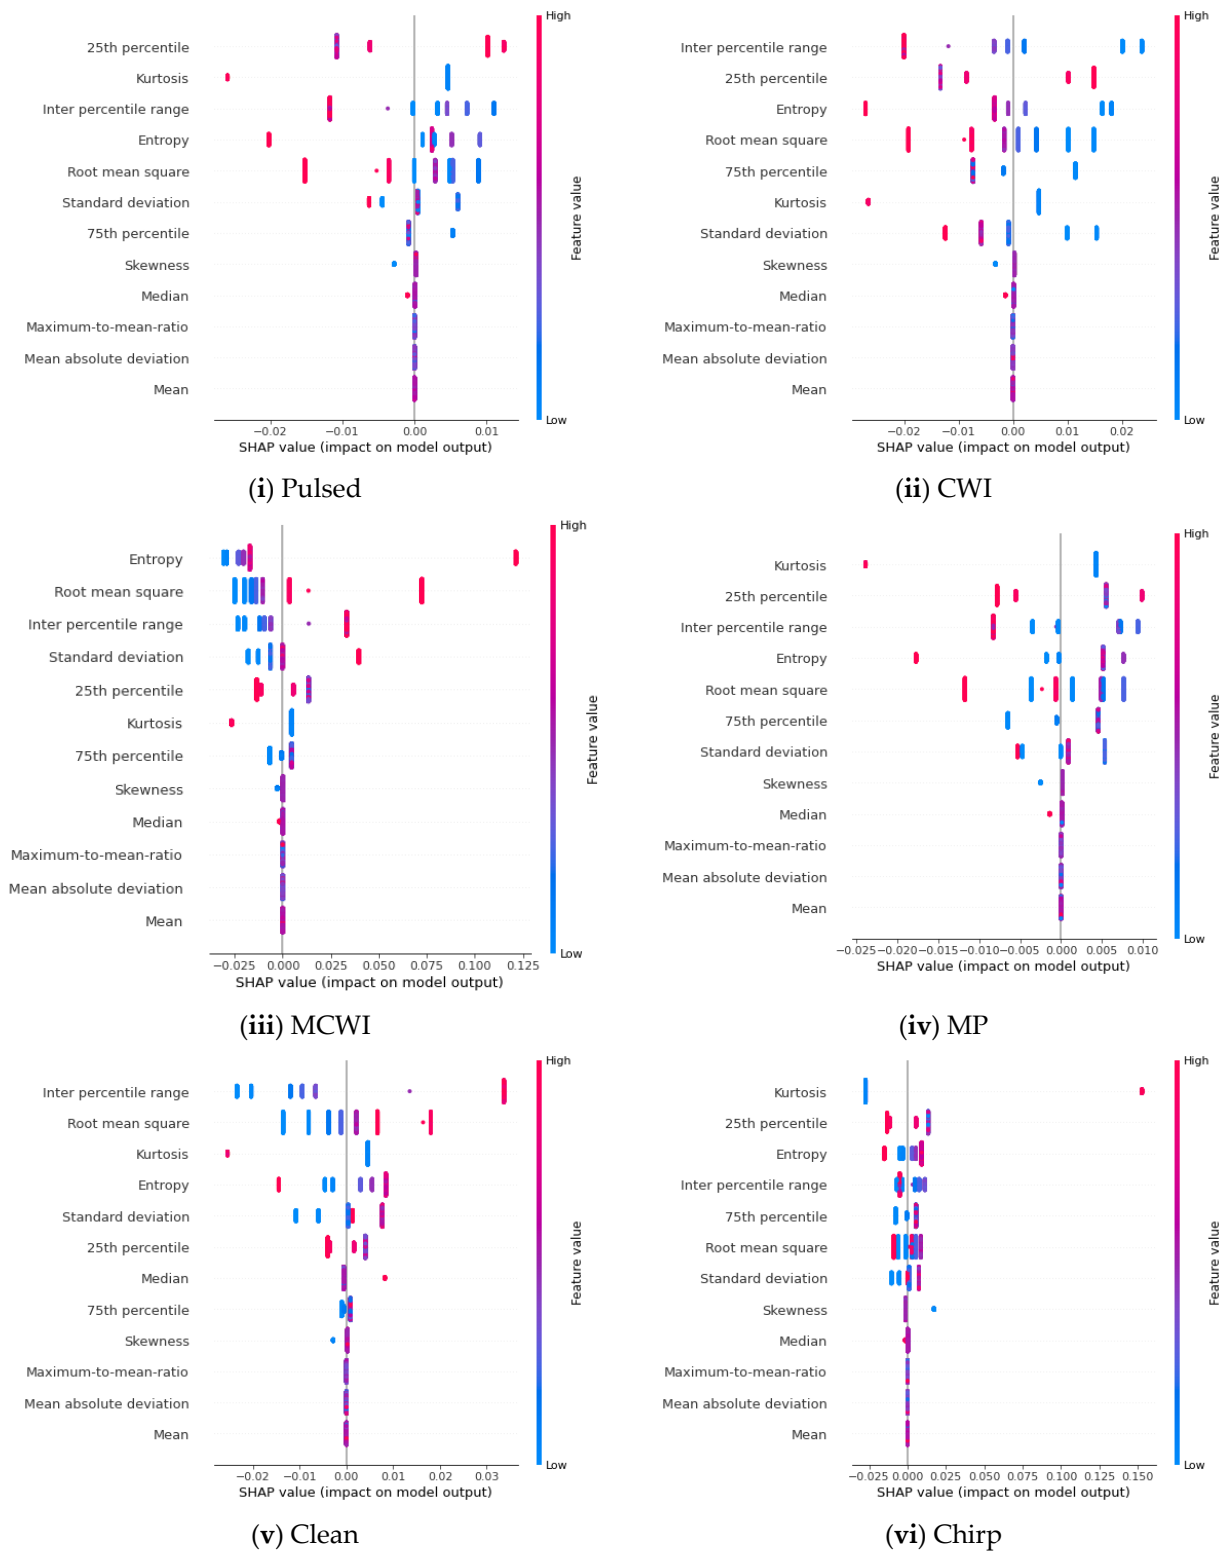 High
25th percentile
Kurtosis
Inter percentile range
Entropy
Root mean square
Standard deviation
75th percentile
Skewness
Median
Maximum-to-mean-ratio
Mean absolute deviation
Mean
Feature value
Low
−0.02 −0.01 0.00 0.01
SHAP value (impact on model output)
(i) Pulsed
High
Inter percentile range
25th percentile
Entropy
Root mean square
75th percentile
Kurtosis
Standard deviation
Skewness
Median
Maximum-to-mean-ratio
Mean absolute deviation
Mean
Feature value
Low
−0.02 −0.01 0.00 0.01 0.02
SHAP value (impact on model output)
(ii) CWI
High
Entropy
Root mean square
Inter percentile range
Standard deviation
25th percentile
Kurtosis
75th percentile
Skewness
Median
Maximum-to-mean-ratio
Mean absolute deviation
Mean
Feature value
Low
−0.025 0.000 0.025 0.050 0.075 0.100 0.125
SHAP value (impact on model output)
(iii) MCWI
High
Kurtosis
25th percentile
Inter percentile range
Entropy
Root mean square
75th percentile
Standard deviation
Skewness
Median
Maximum-to-mean-ratio
Mean absolute deviation
Mean
Feature value
Low
−0.025 −0.020 −0.015 −0.010 −0.005 0.000 0.005 0.010
SHAP value (impact on model output)
(iv) MP
High
Inter percentile range
Root mean square
Kurtosis
Entropy
Standard deviation
25th percentile
Median
75th percentile
Skewness
Maximum-to-mean-ratio
Mean absolute deviation
Mean
Feature value
Low
−0.02 −0.01 0.00 0.01 0.02 0.03
SHAP value (impact on model output)
(v) Clean
High
Kurtosis
25th percentile
Entropy
Inter percentile range
75th percentile
Root mean square
Standard deviation
Skewness
Median
Maximum-to-mean-ratio
Mean absolute deviation
Mean
Feature value
Low
−0.025 0.000 0.025 0.050 0.075 0.100 0.125 0.150
SHAP value (impact on model output)
(vi) Chirp